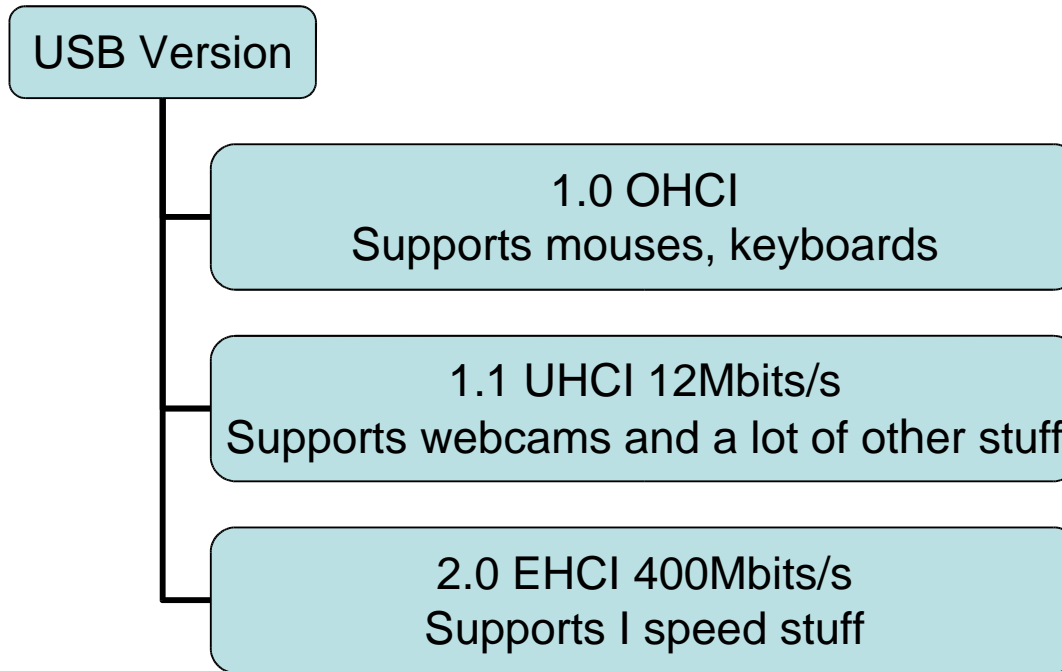 USB Version
1.0 OHCI
Supports mouses, keyboards
1.1 UHCI 12Mbits/s
Supports webcams and a lot of other stuff
2.0 EHCI 400Mbits/s
Supports I speed stuff